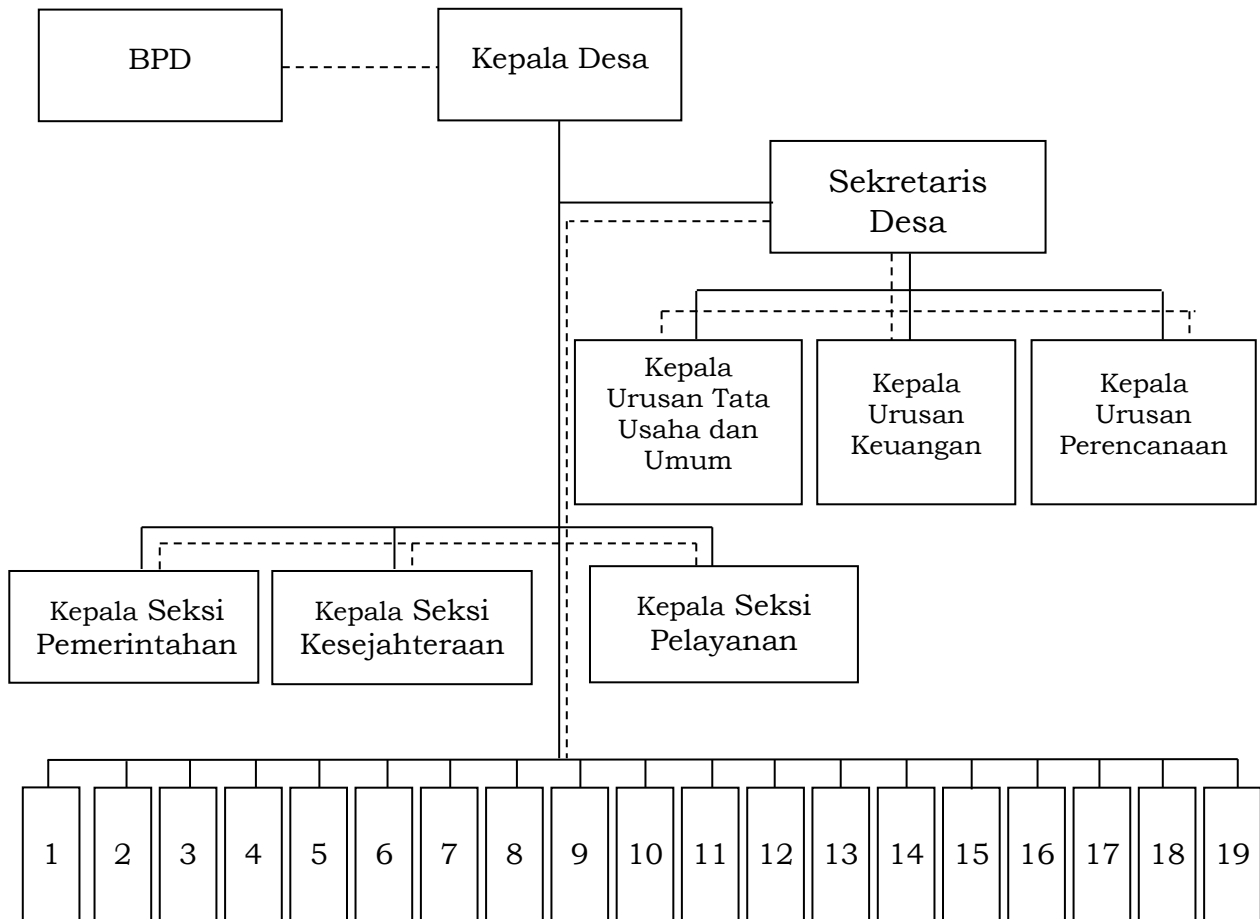 BPD
Kepala Desa
Sekretaris
Desa
Kepala
Urusan Tata
Usaha dan
Umum
Kepala
Urusan
Keuangan
Kepala
Urusan
Perencanaan
Kepala Seksi
Pemerintahan
Kepala Seksi
Kesejahteraan
Kepala Seksi
Pelayanan
1 2 3 4 5 6 7 8 9 10 11 12 13 14 15 16 17 18 19